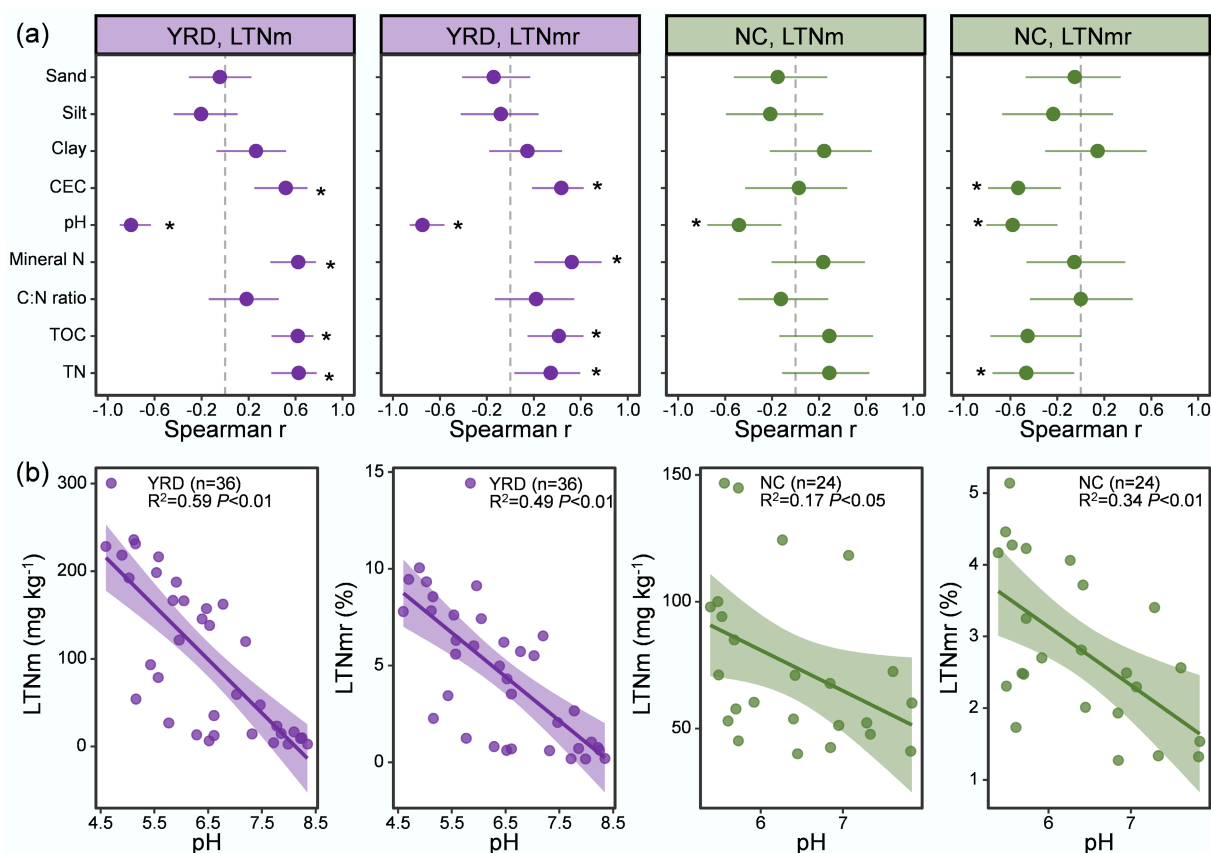 (a)
YRD, LTNm
YRD, LTNmr
NC, LTNm
NC, LTNmr
Sand
Silt
Clay
CEC
* * *
pH
* * * *
Mineral N
* *
C:N ratio
TOC
* *
TN
* * *
-1.0 -0.6 -0.2 0.2 0.6 1.0
-1.0 -0.6 -0.2 0.2 0.6 1.0
-1.0 -0.6 -0.2 0.2 0.6 1.0
-1.0 -0.6 -0.2 0.2 0.6 1.0
Spearman r
Spearman r
Spearman r
Spearman r
(b)
YRD (n=36)
R²=0.59 P<0.01
LTNm (mg kg⁻¹)
300
200
100
0
4.5 5.5 6.5 7.5 8.5
pH
YRD (n=36)
R²=0.49 P<0.01
LTNmr (%)
15
10
5
0
4.5 5.5 6.5 7.5 8.5
pH
NC (n=24)
R²=0.17 P<0.05
LTNm (mg kg⁻¹)
150
100
50
6 7
pH
NC (n=24)
R²=0.34 P<0.01
LTNmr (%)
5
4
3
2
1
6 7
pH